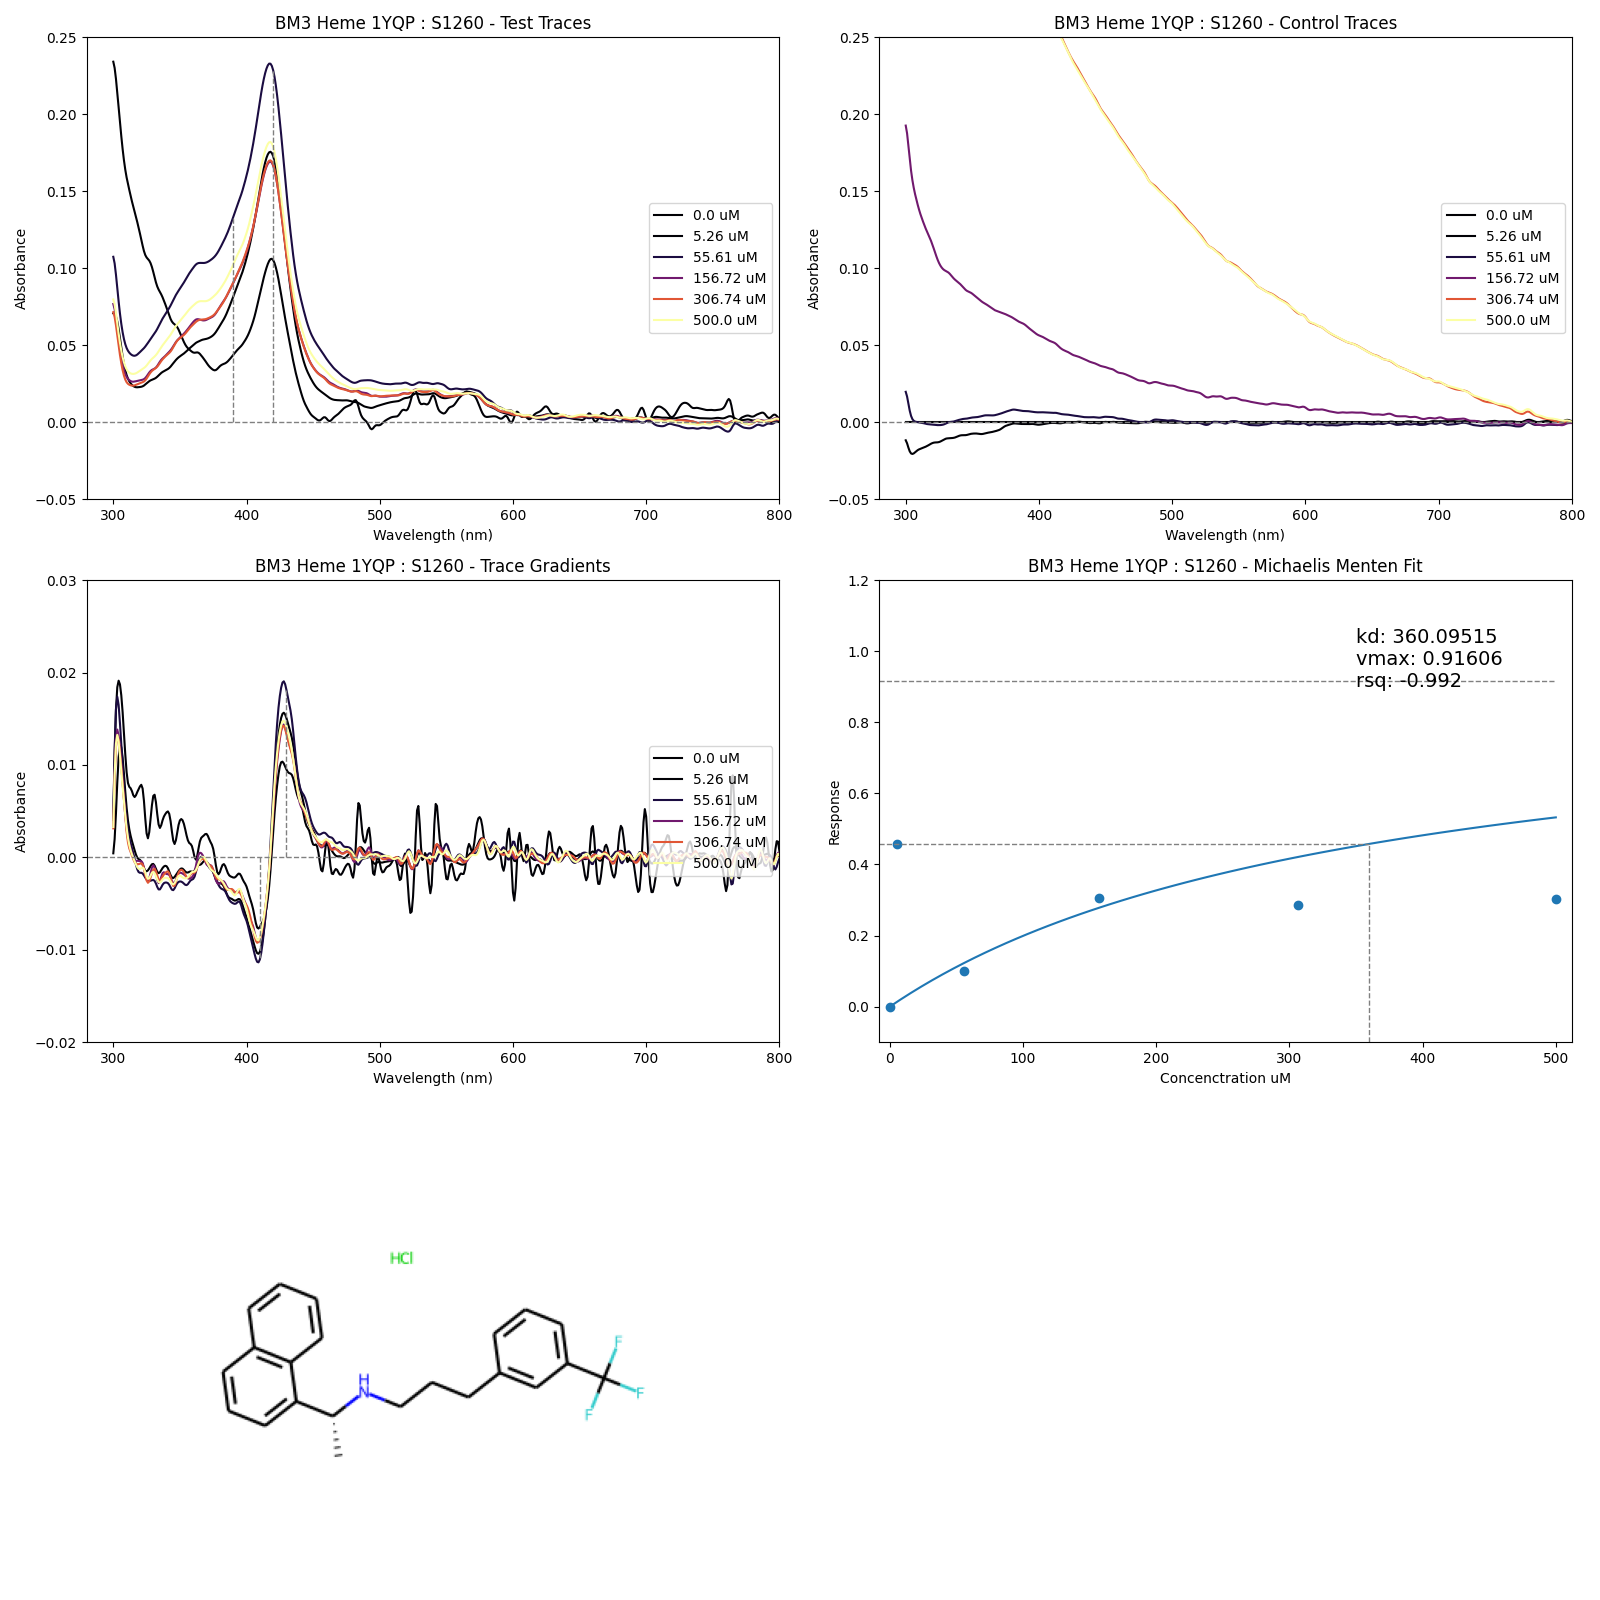 BM3 Heme 1YQP : S1260 - Test Traces
0.25
0.20
0.15
0.10
0.05
0.00
−0.05
Absorbance
300
400
500
600
700
800
Wavelength (nm)
0.0 uM
5.26 uM
55.61 uM
156.72 uM
306.74 uM
500.0 uM
BM3 Heme 1YQP : S1260 - Control Traces
0.25
0.20
0.15
0.10
0.05
0.00
−0.05
Absorbance
300
400
500
600
700
800
Wavelength (nm)
0.0 uM
5.26 uM
55.61 uM
156.72 uM
306.74 uM
500.0 uM
BM3 Heme 1YQP : S1260 - Trace Gradients
0.03
0.02
0.01
0.00
−0.01
−0.02
Absorbance
300
400
500
600
700
800
Wavelength (nm)
0.0 uM
5.26 uM
55.61 uM
156.72 uM
306.74 uM
500.0 uM
BM3 Heme 1YQP : S1260 - Michaelis Menten Fit
1.2
1.0
0.8
0.6
0.4
0.2
0.0
Response
0
100
200
300
400
500
Concenctration uM
kd: 360.09515
vmax: 0.91606
rsq: -0.992
HCl
H
N
F
F
F